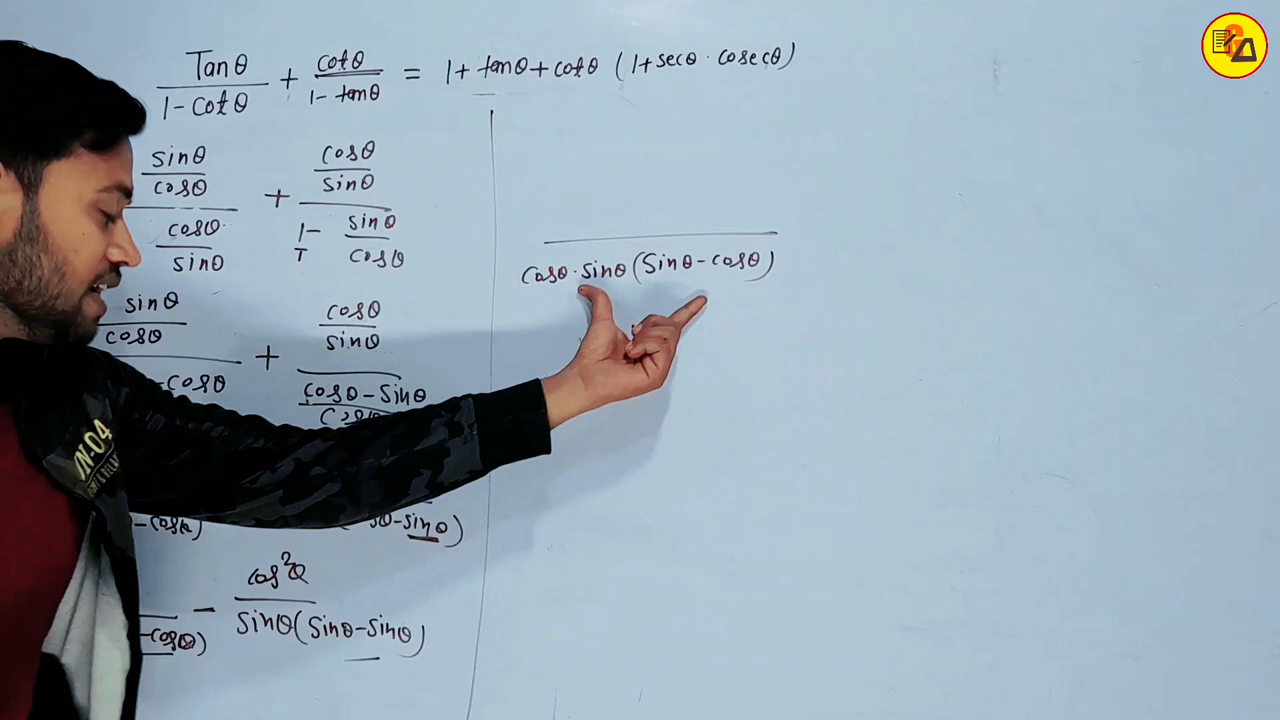 Tanθ / 1 - cotθ + cotθ / 1 - tanθ = 1 + tanθ + cotθ (1 + secθ . cosecθ)
sinθ / cosθ / cosθ / sinθ + cosθ / sinθ / 1 - sinθ / cosθ
sinθ / cosθ / -cosθ + cosθ / sinθ / cosθ - sinθ / cosθ
-cosθ) θ - sinθ)
-cosθ) - cos²θ / sinθ(sinθ - sinθ)
cosθ . sinθ (sinθ - cosθ)
N-04